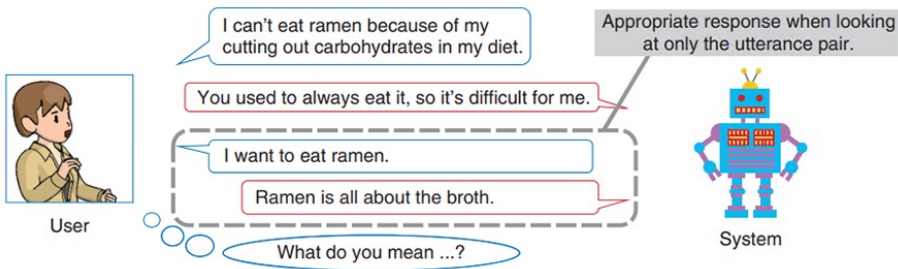 I can't eat ramen because of my
cutting out carbohydrates in my diet.
Appropriate response when looking
at only the utterance pair.
You used to always eat it, so it's difficult for me.
I want to eat ramen.
Ramen is all about the broth.
User
What do you mean ...?
System